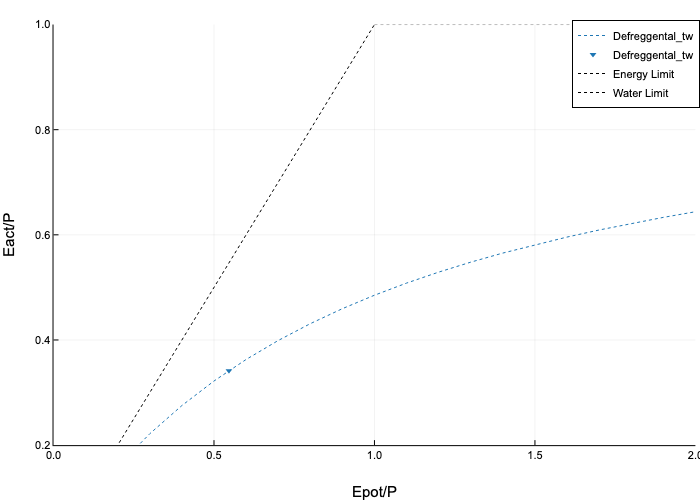 1.0
0.8
0.6
0.4
0.2
Eact/P
0.0 0.5 1.0 1.5 2.0
Epot/P
Defreggental_tw
Defreggental_tw
Energy Limit
Water Limit